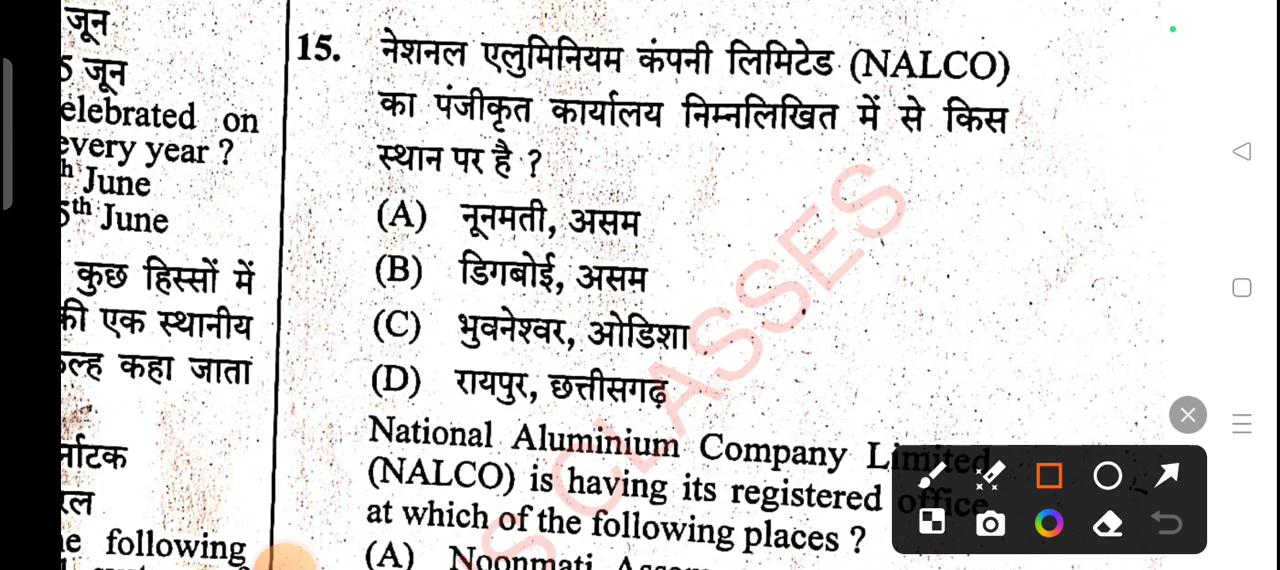 जून
5 जून
elebrated on
every year ?
h June
5th June
कुछ हिस्सों में
की एक स्थानीय
कहा जाता
र्नाटक
रल
e following
15. नेशनल एलुमिनियम कंपनी लिमिटेड (NALCO)
का पंजीकृत कार्यालय निम्नलिखित में से किस
स्थान पर है ?
(A) नूनमती, असम
(B) डिगबोई, असम
(C) भुवनेश्वर, ओडिशा
(D) रायपुर, छत्तीसगढ़
National Aluminium Company Limited
(NALCO) is having its registered office
at which of the following places ?
(A) Noonmati, Assam
S CLASSES